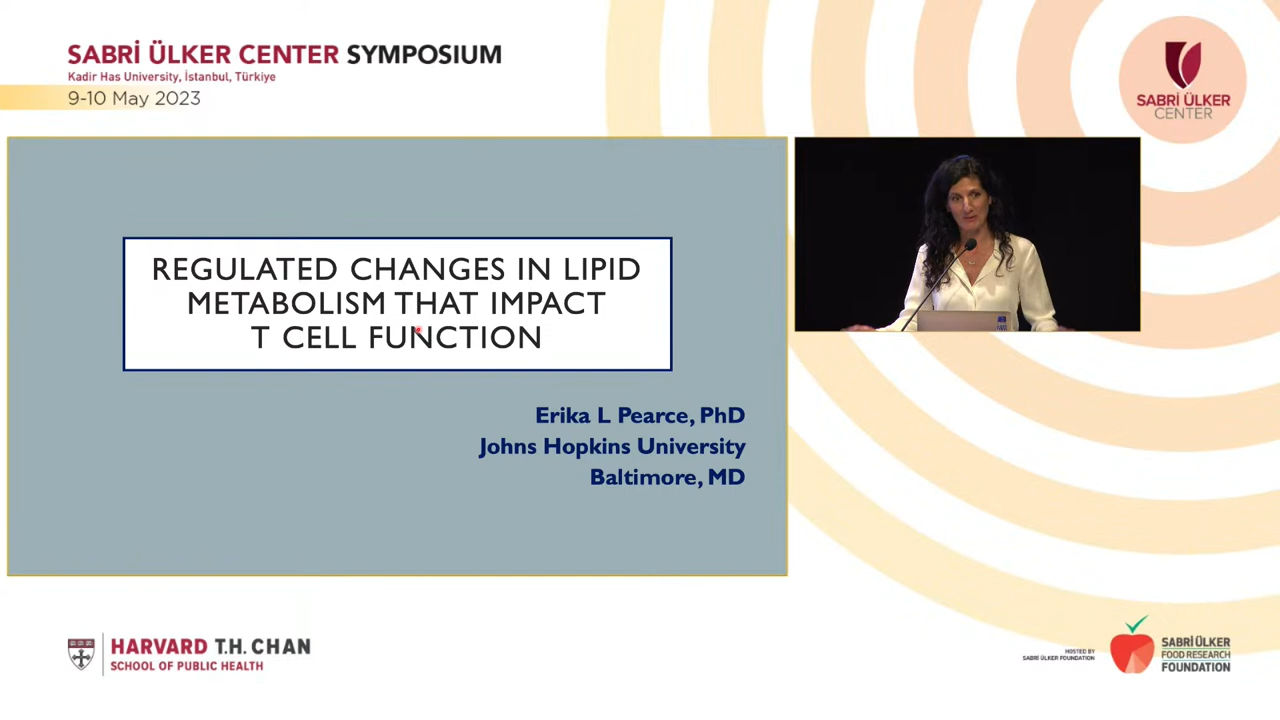 SABRİ ÜLKER CENTER SYMPOSIUM
Kadir Has University, İstanbul, Türkiye
9-10 May 2023
SABRİ ÜLKER
CENTER
REGULATED CHANGES IN LIPID
METABOLISM THAT IMPACT
T CELL FUNCTION
Erika L Pearce, PhD
Johns Hopkins University
Baltimore, MD
HARVARD T.H. CHAN
SCHOOL OF PUBLIC HEALTH
HOSTED BY
SABRİ ÜLKER FOUNDATION
SABRİ ÜLKER
FOOD RESEARCH
FOUNDATION